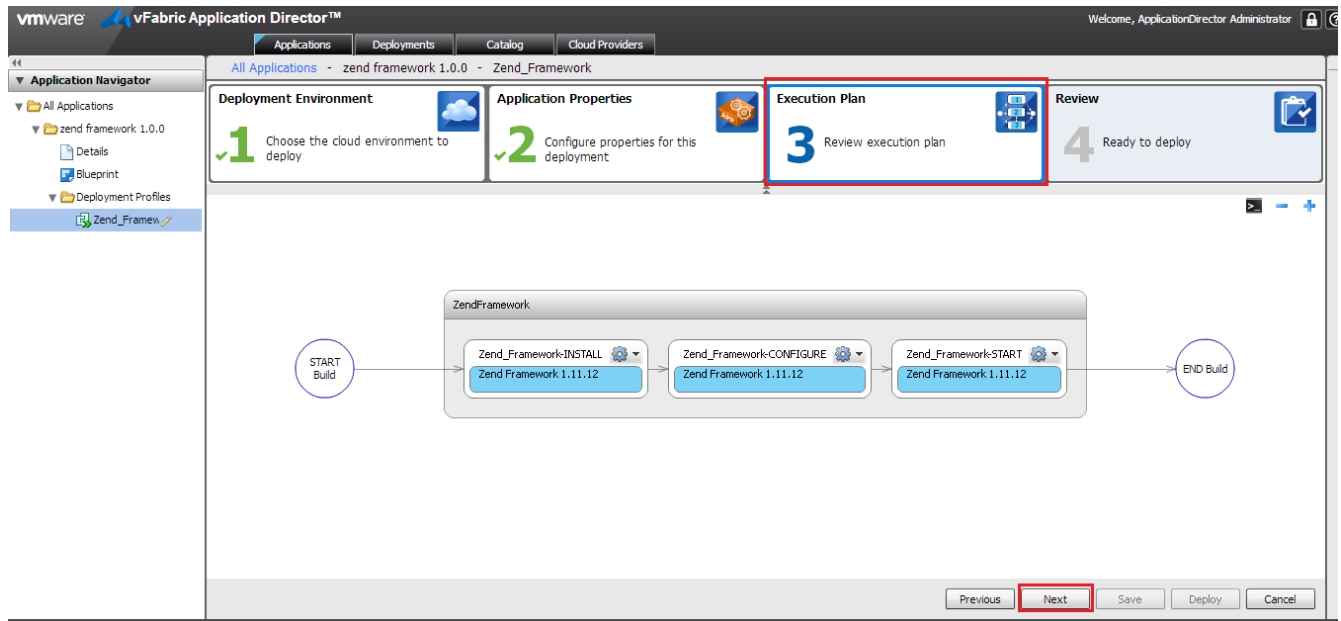 vmware vFabric Application Director™ Welcome, ApplicationDirector Administrator
Applications Deployments Catalog Cloud Providers
Application Navigator
All Applications
zend framework 1.0.0
Details
Blueprint
Deployment Profiles
Zend_Framew
All Applications - zend framework 1.0.0 - Zend_Framework
Deployment Environment
1
Choose the cloud environment to
deploy
Application Properties
2
Configure properties for this
deployment
Execution Plan
3
Review execution plan
Review
4
Ready to deploy
ZendFramework
START
Build
Zend_Framework-INSTALL
Zend Framework 1.11.12
Zend_Framework-CONFIGURE
Zend Framework 1.11.12
Zend_Framework-START
Zend Framework 1.11.12
END Build
Previous Next Save Deploy Cancel